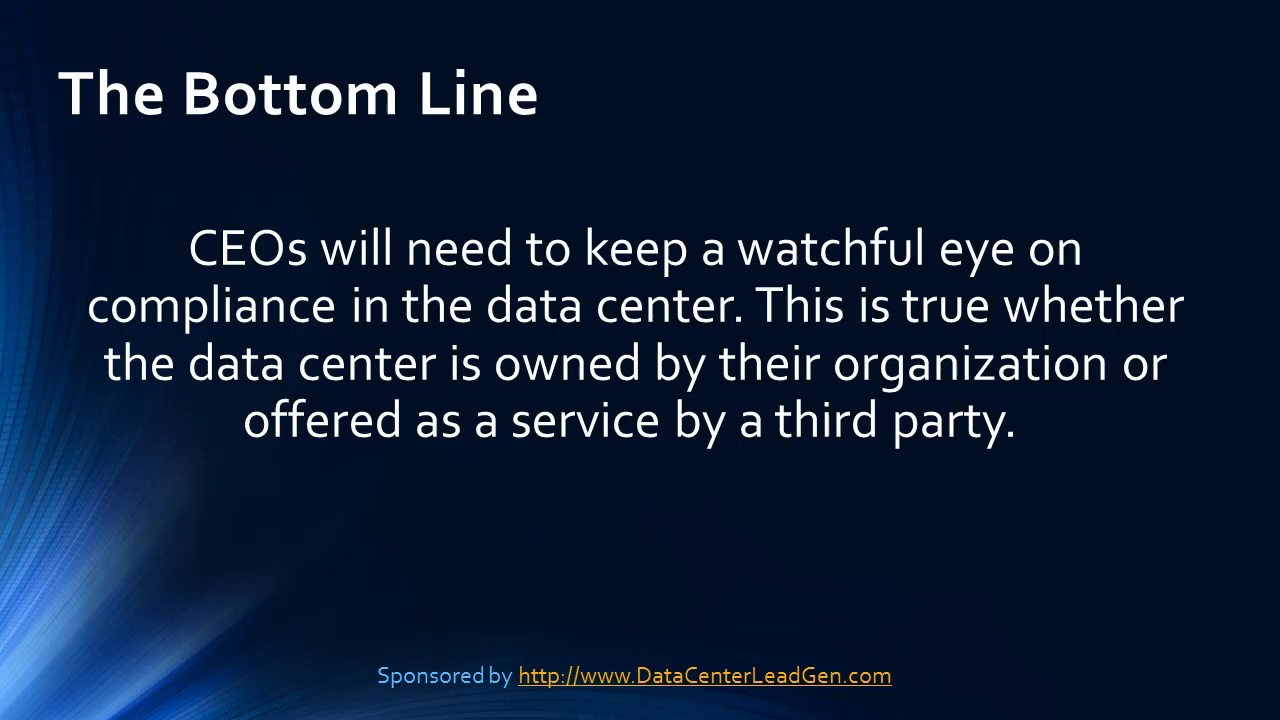 The Bottom Line
CEOs will need to keep a watchful eye on
compliance in the data center. This is true whether
the data center is owned by their organization or
offered as a service by a third party.
Sponsored by http://www.DataCenterLeadGen.com